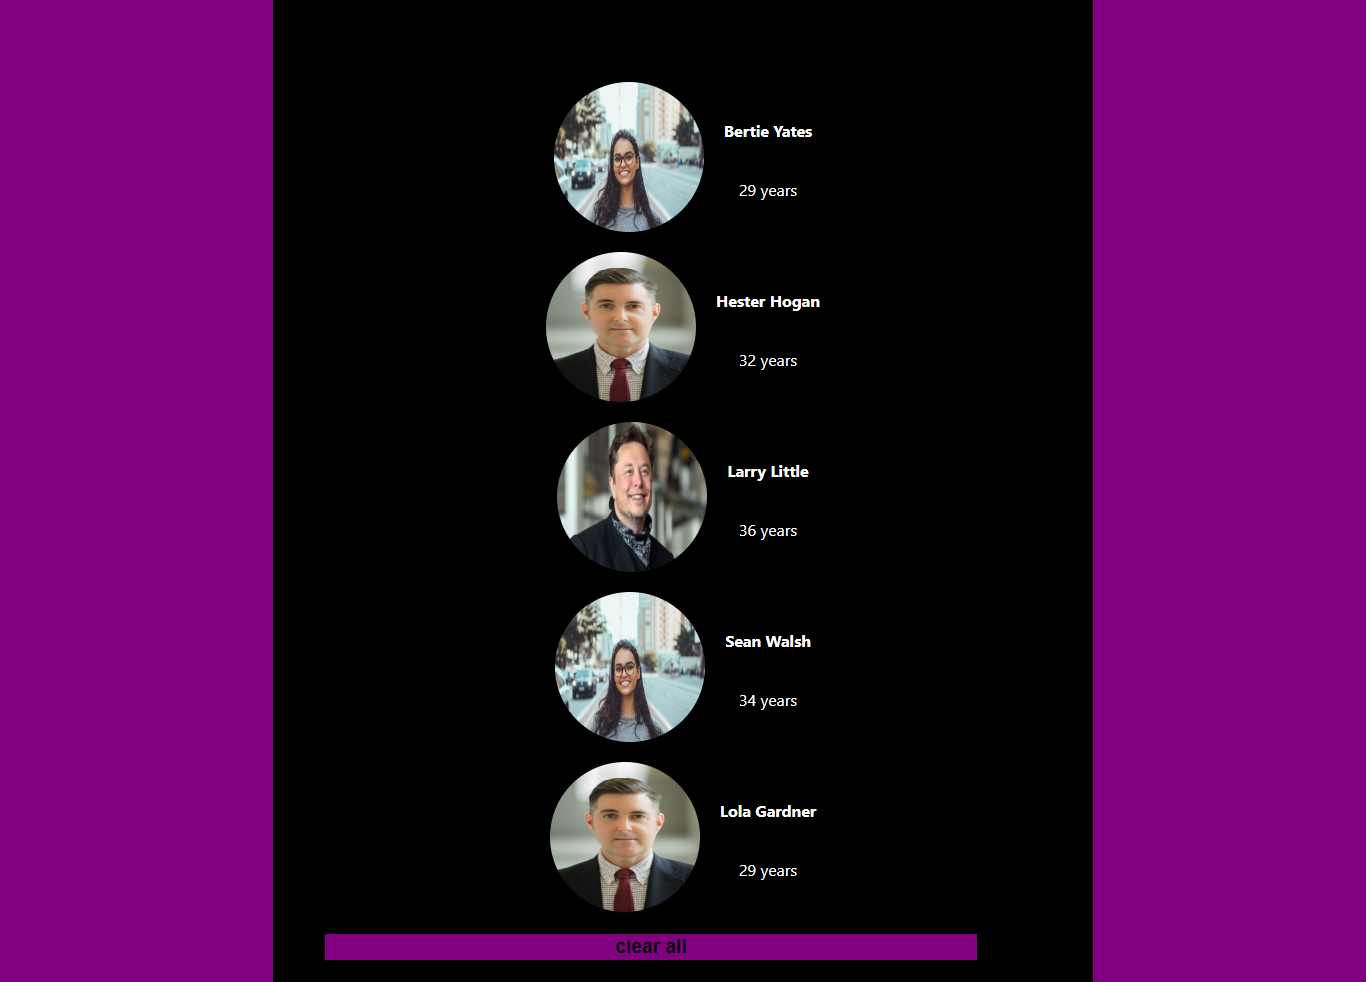 Bertie Yates
29 years
Hester Hogan
32 years
Larry Little
36 years
Sean Walsh
34 years
Lola Gardner
29 years
clear all